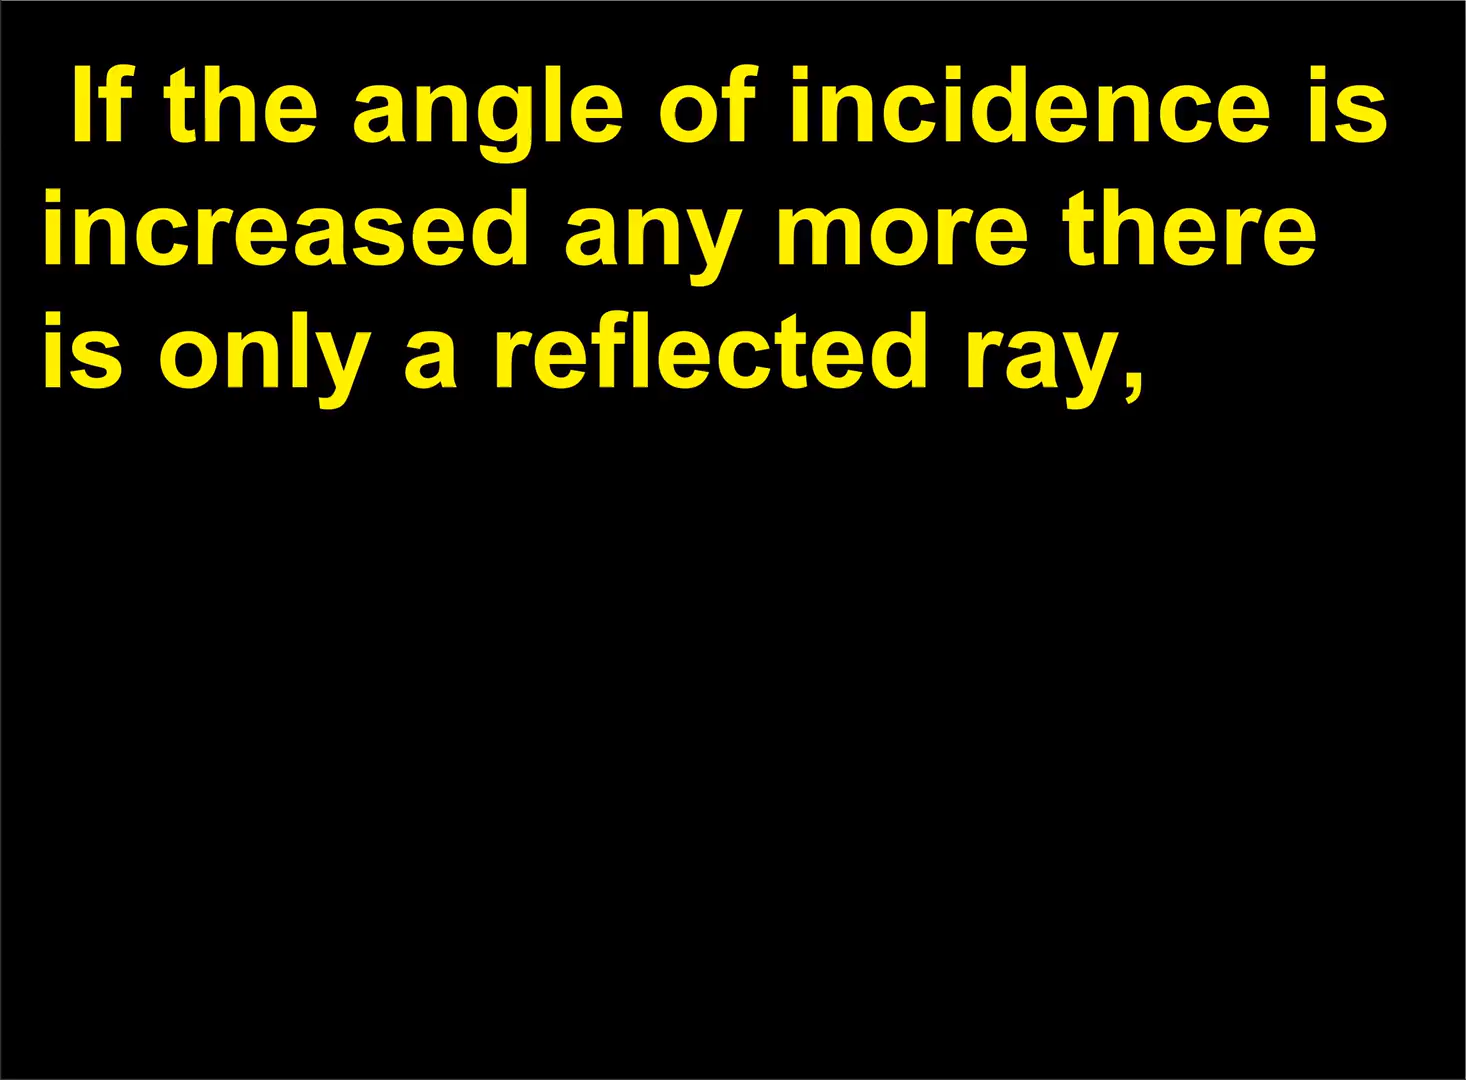 If the angle of incidence is
increased any more there
is only a reflected ray,